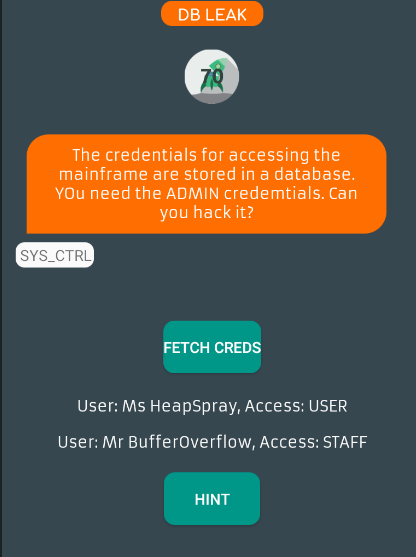 DB LEAK
70
The credentials for accessing the
mainframe are stored in a database.
YOu need the ADMIN credemtials. Can
you hack it?
SYS_CTRL
FETCH CREDS
User: Ms HeapSpray, Access: USER
User: Mr BufferOverflow, Access: STAFF
HINT